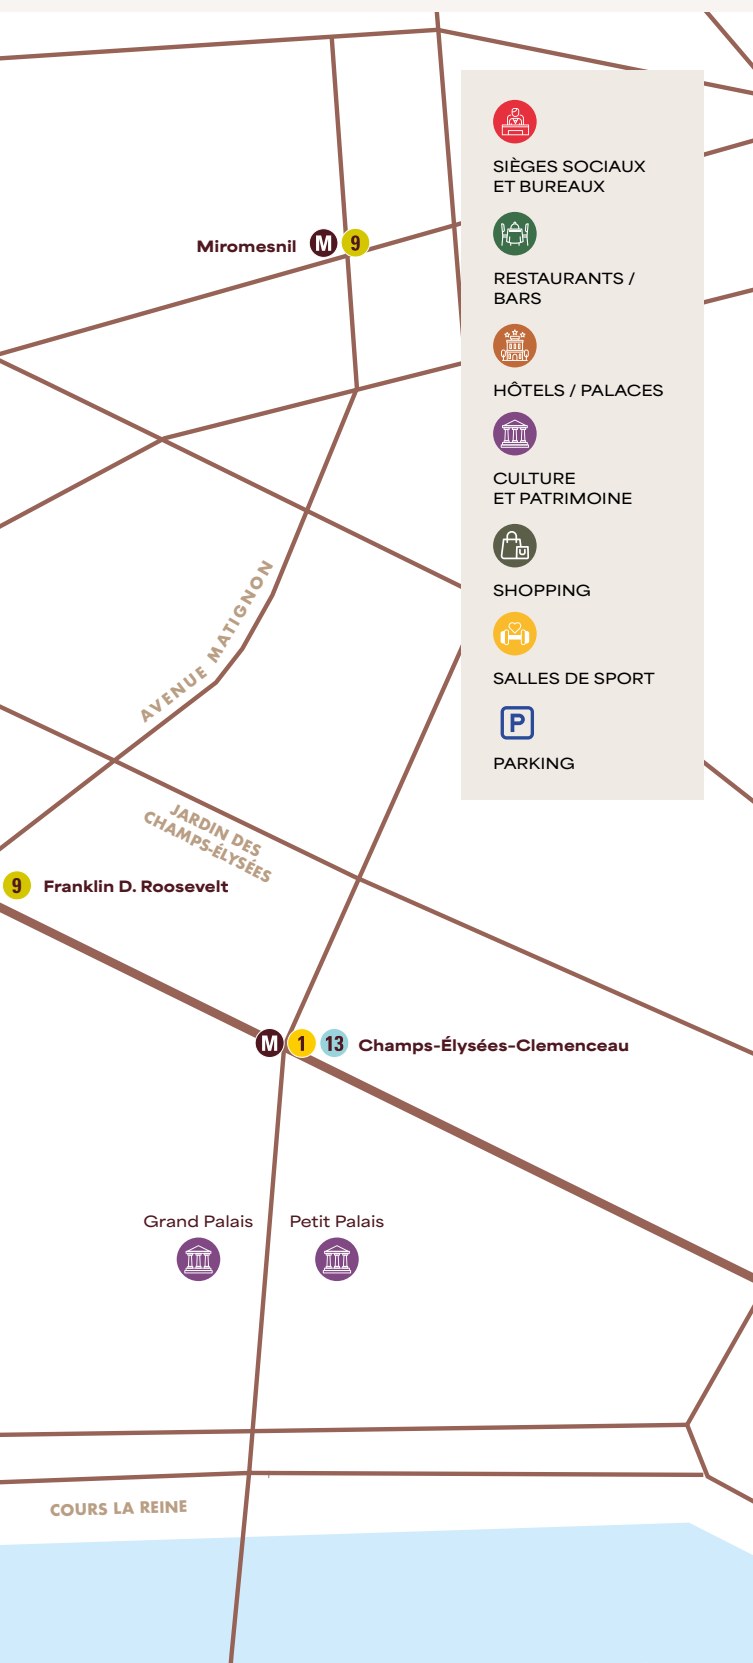 SIÈGES SOCIAUX
ET BUREAUX
RESTAURANTS /
BARS
HÔTELS / PALACES
CULTURE
ET PATRIMOINE
SHOPPING
SALLES DE SPORT
P
PARKING
Miromesnil M 9
AVENUE MATIGNON
JARDIN DES
CHAMPS-ÉLYSÉES
9 Franklin D. Roosevelt
M 1 13 Champs-Élysées-Clemenceau
Grand Palais
Petit Palais
COURS LA REINE